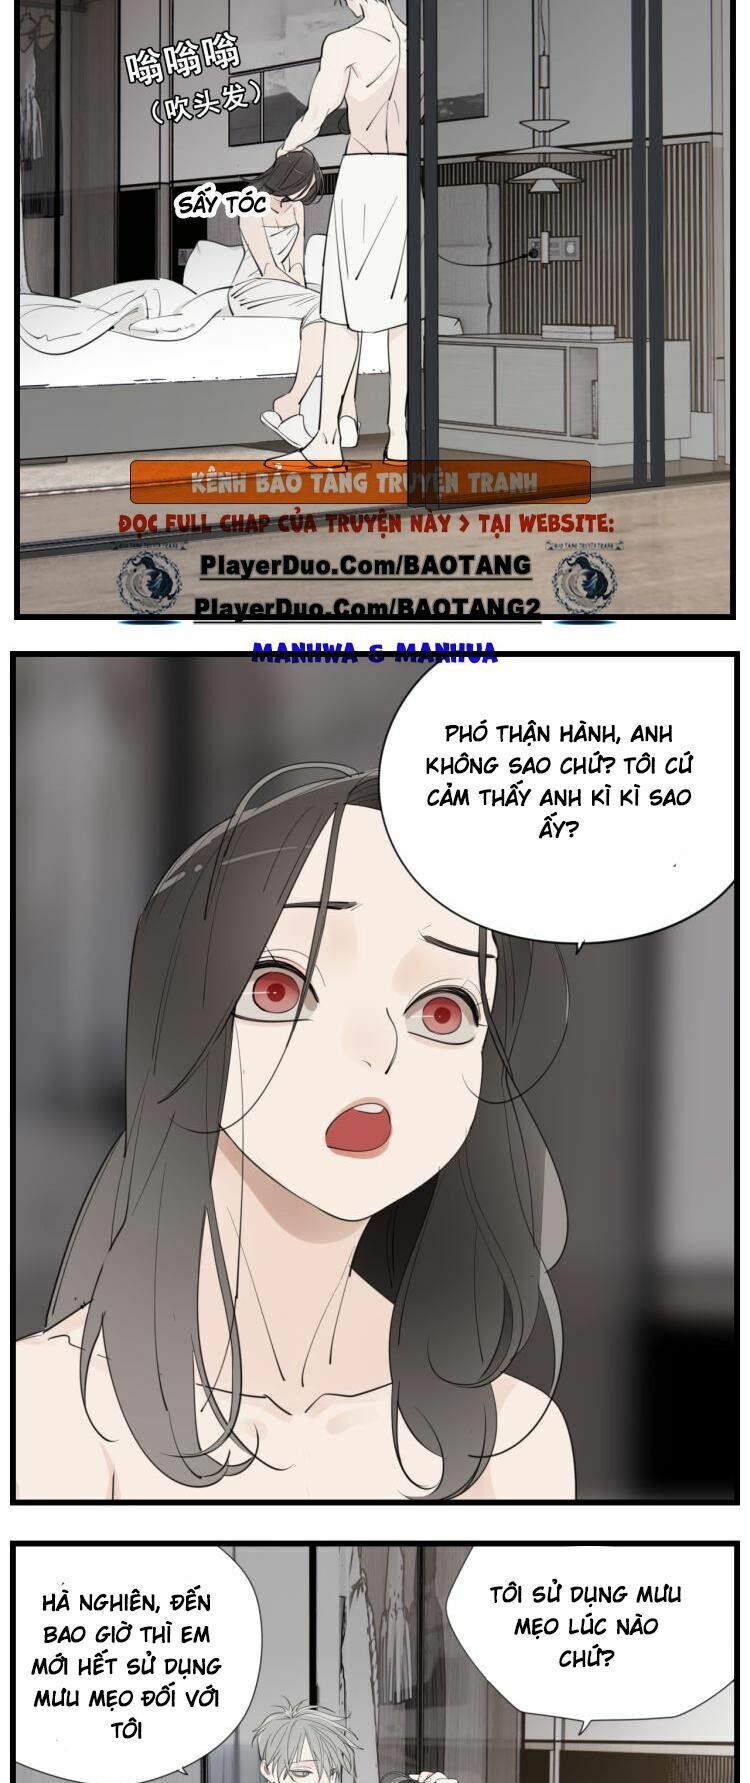 嗡嗡嗡
（吹头发）
SẤY TÓC
KÊNH BẢO TÀNG TRUYỆN TRANH
ĐỌC FULL CHAP CỦA TRUYỆN NÀY > TẠI WEBSITE:
PlayerDuo.Com/BAOTANG
PlayerDuo.Com/BAOTANG2
MANHWA & MANHUA
PHÓ THẬN HÀNH, ANH
KHÔNG SAO CHỨ? TÔI CỨ
CẢM THẤY ANH KÌ KÌ SAO
ẤY?
HÀ NGHIÊN, ĐẾN
BAO GIỜ THÌ EM
MỚI HẾT SỬ DỤNG
MƯU MẸO ĐỐI VỚI
TÔI
TÔI SỬ DỤNG MƯU
MẸO LÚC NÀO
CHỨ?